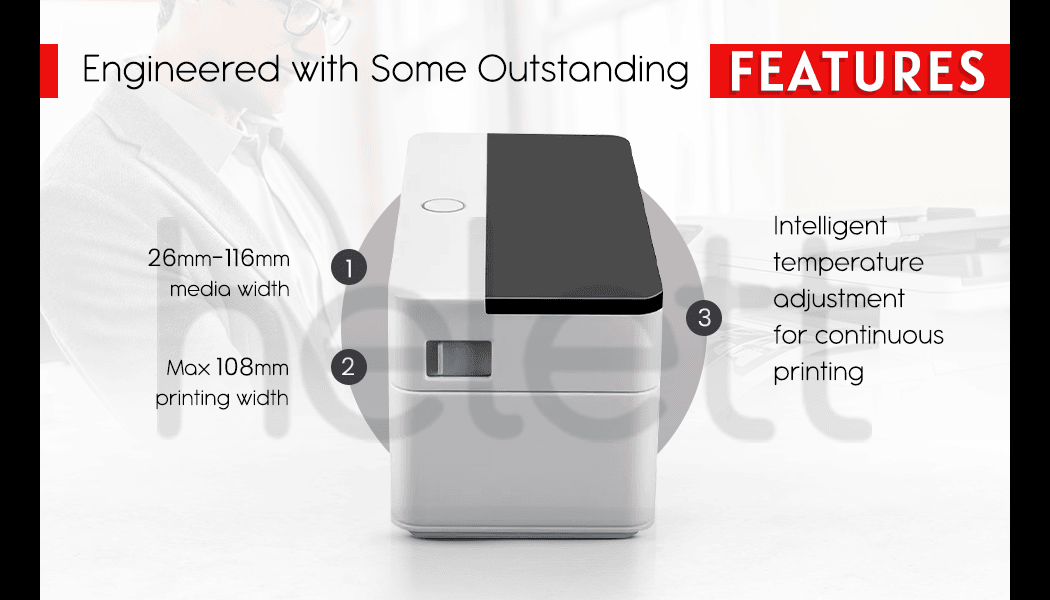 Engineered with Some Outstanding FEATURES
26mm-116mm
media width
1
Max 108mm
printing width
2
3
Intelligent
temperature
adjustment
for continuous
printing
helett